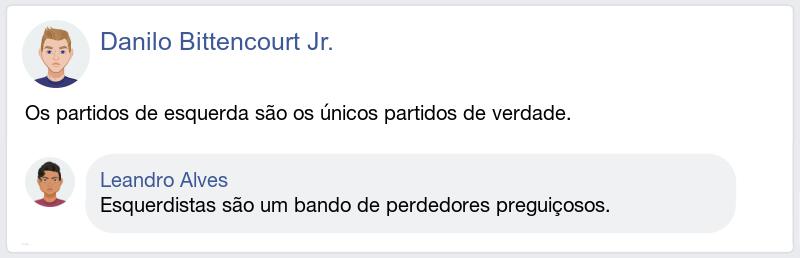 Danilo Bittencourt Jr.
Os partidos de esquerda são os únicos partidos de verdade.
Leandro Alves
Esquerdistas são um bando de perdedores preguiçosos.